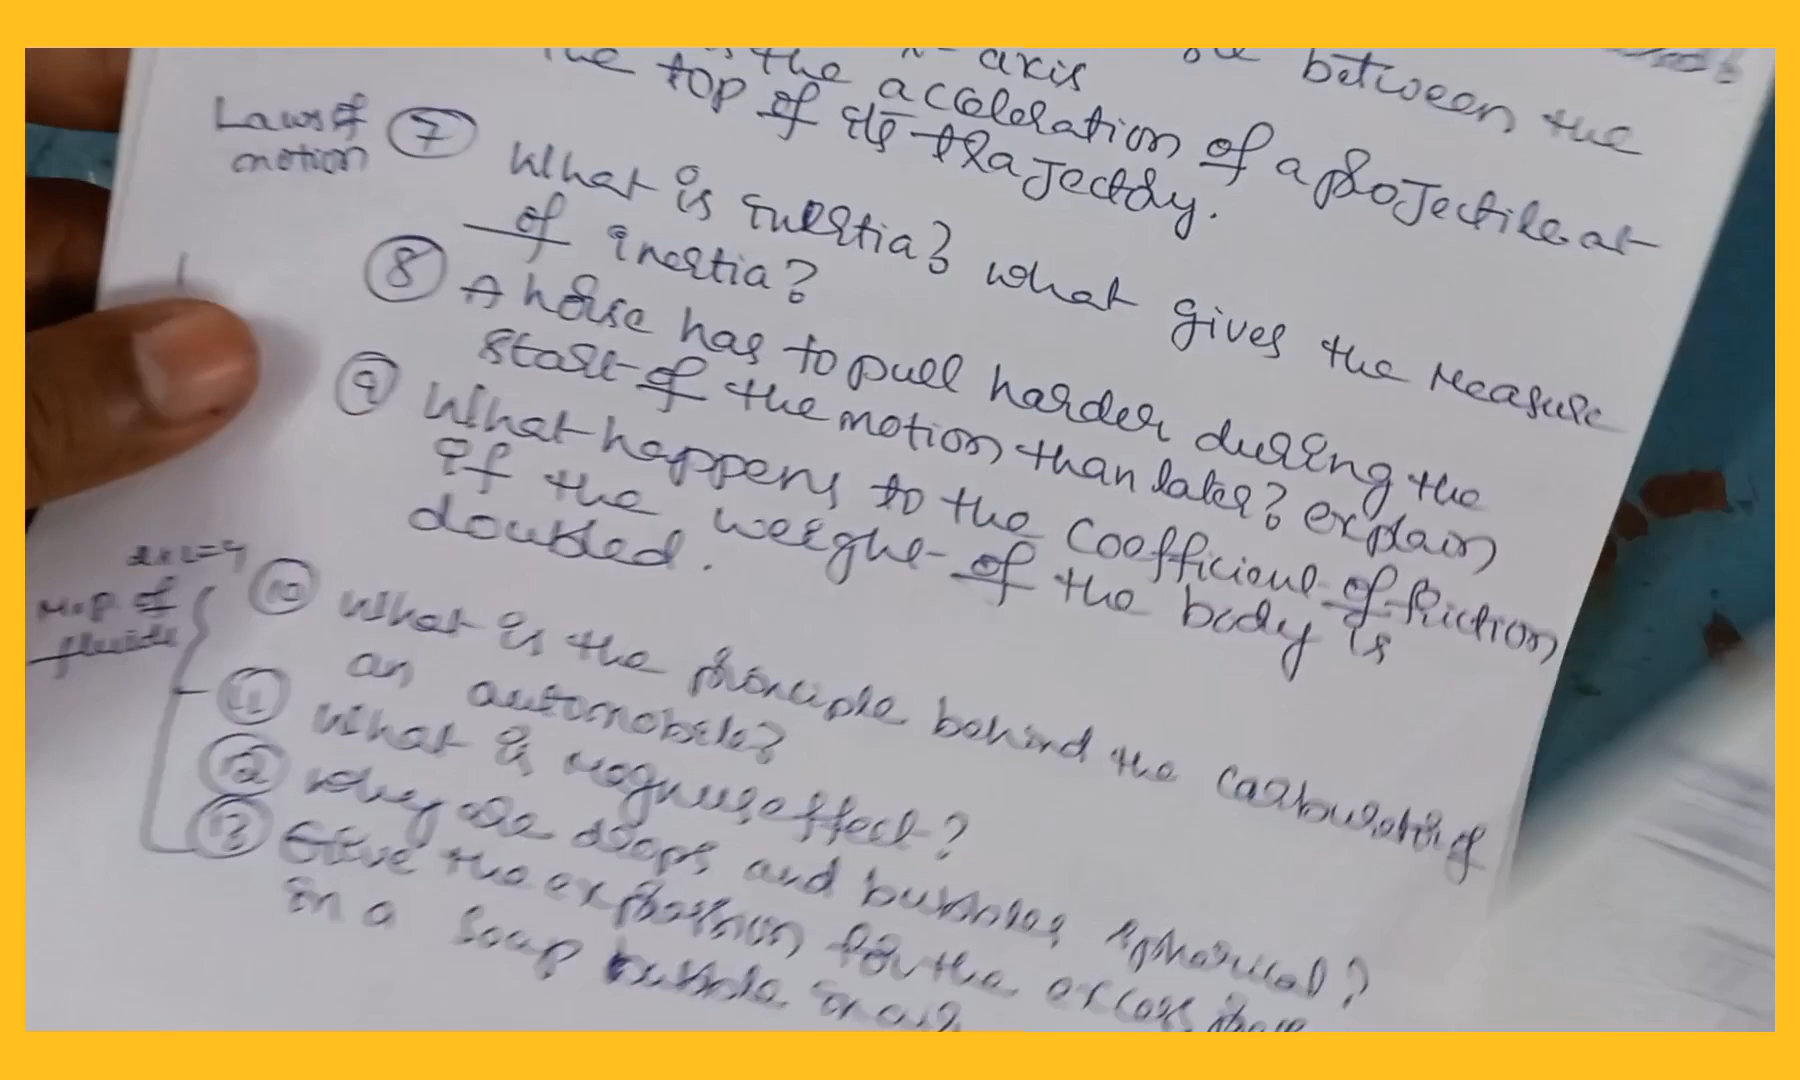 x-axis between the
the acceleration of a projectile at
the top of its trajectory.
Laws of
motion
7 What is inertia? what gives the Measure
of inertia?
8 A horse has to pull harder during the
start of the motion than later? explain
9 What happens to the Coefficient of friction
if the weight of the body is
doubled.
2x2=4
M.P of
fluids
10 What is the principle behind the carburetor of
an automobile?
11 What is magnus effect?
12 why are drops and bubbles spherical?
13 Give the expression for the excess
in a soap bubble in air